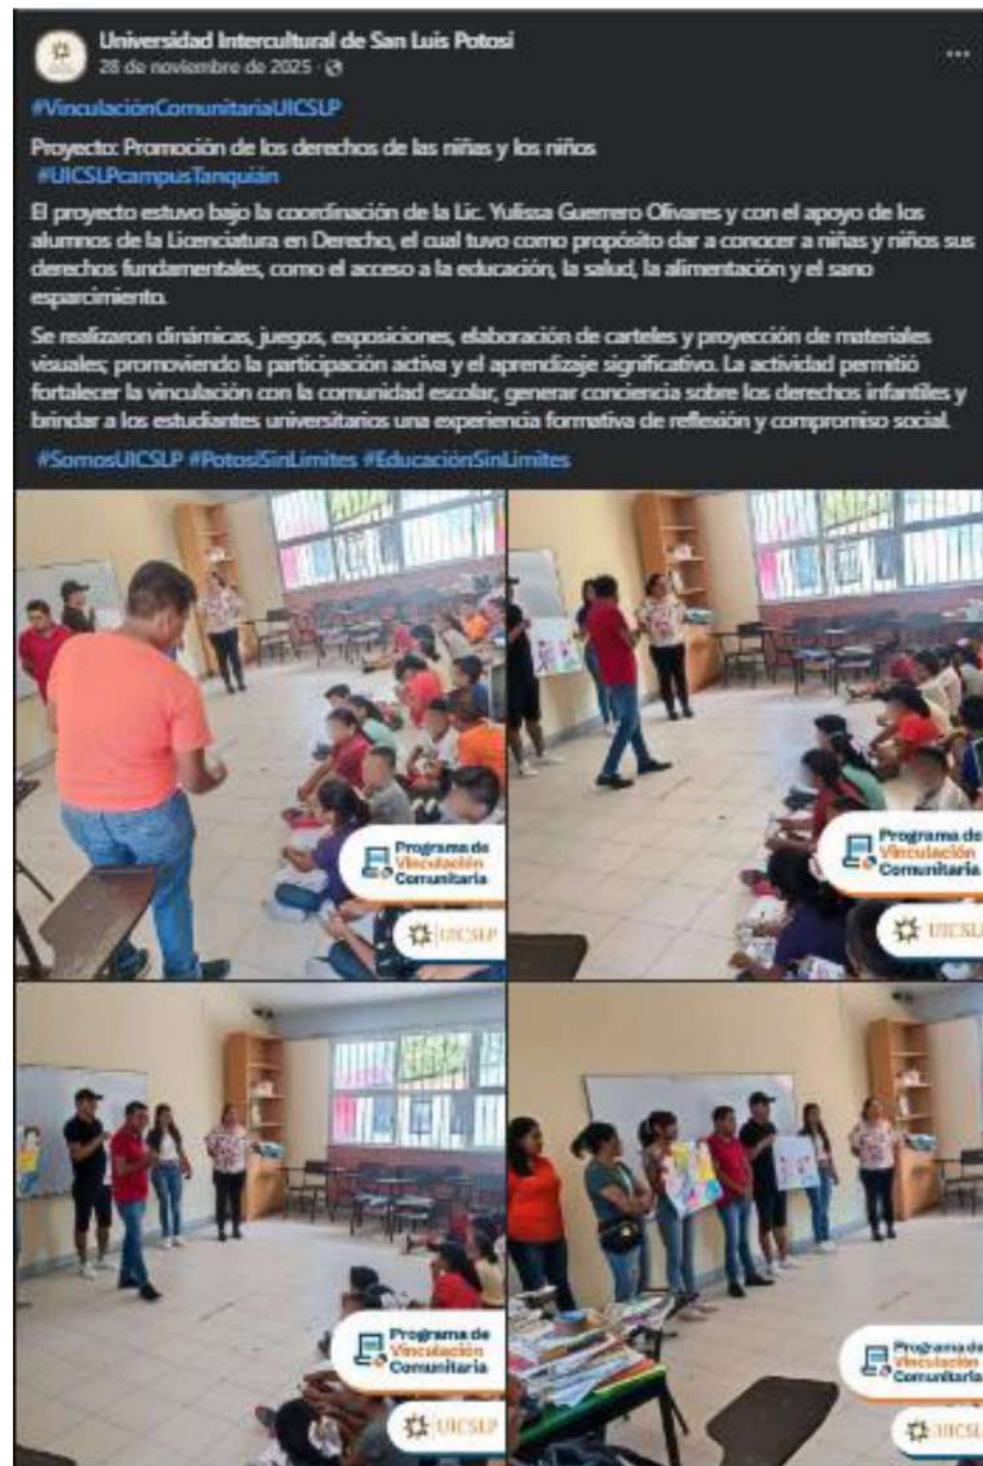 Universidad Intercultural de San Luis Potosí
28 de noviembre de 2025
#VinculaciónComunitariaUICSLP
Proyecto: Promoción de los derechos de las niñas y los niños
#UICSLPcampusTanquián
El proyecto estuvo bajo la coordinación de la Lic. Yulissa Guerrero Olivares y con el apoyo de los
alumnos de la Licenciatura en Derecho, el cual tuvo como propósito dar a conocer a niñas y niños sus
derechos fundamentales, como el acceso a la educación, la salud, la alimentación y el sano
esparcimiento.
Se realizaron dinámicas, juegos, exposiciones, elaboración de carteles y proyección de materiales
visuales; promoviendo la participación activa y el aprendizaje significativo. La actividad permitió
fortalecer la vinculación con la comunidad escolar, generar conciencia sobre los derechos infantiles y
brindar a los estudiantes universitarios una experiencia formativa de reflexión y compromiso social.
#SomosUICSLP #PotosíSinLímites #EducaciónSinLímites
Programa de
Vinculación
Comunitaria
UICSLP
Programa de
Vinculación
Comunitaria
UICSL
Programa de
Vinculación
Comunitaria
UICSLP
Programa de
Vinculación
Comunitaria
UICSL